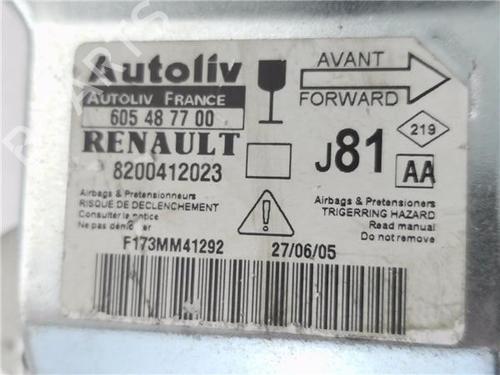 Autoliv
AVANT
AUTOLIV FRANCE
FORWARD
605 48 77 00
RENAULT
J81
219
8200412023
AA
Airbags & Pretensionneurs
RISQUE DE DECLENCHEMENT
Consulter la notice
Ne pas démonter
Airbags & Pretensioners
TRIGERRING HAZARD
Read manual
Do not remove
F173MM41292
27/06/05